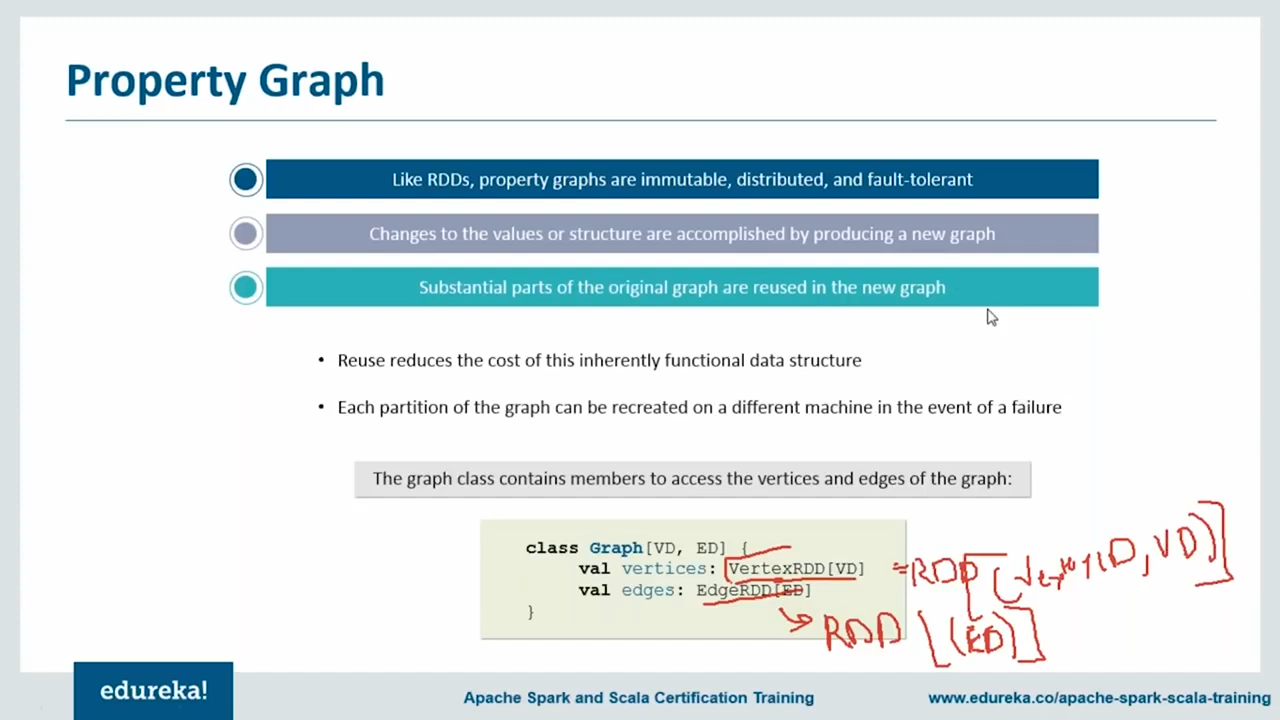 Property Graph
Like RDDs, property graphs are immutable, distributed, and fault-tolerant
Changes to the values or structure are accomplished by producing a new graph
Substantial parts of the original graph are reused in the new graph
• Reuse reduces the cost of this inherently functional data structure
• Each partition of the graph can be recreated on a different machine in the event of a failure
The graph class contains members to access the vertices and edges of the graph:
class Graph[VD, ED] {
val vertices: VertexRDD[VD]
= RDD [(VertexID, VD)]
val edges: EdgeRDD[ED]
}
RDD [(ED)]
edureka!
Apache Spark and Scala Certification Training
www.edureka.co/apache-spark-scala-training